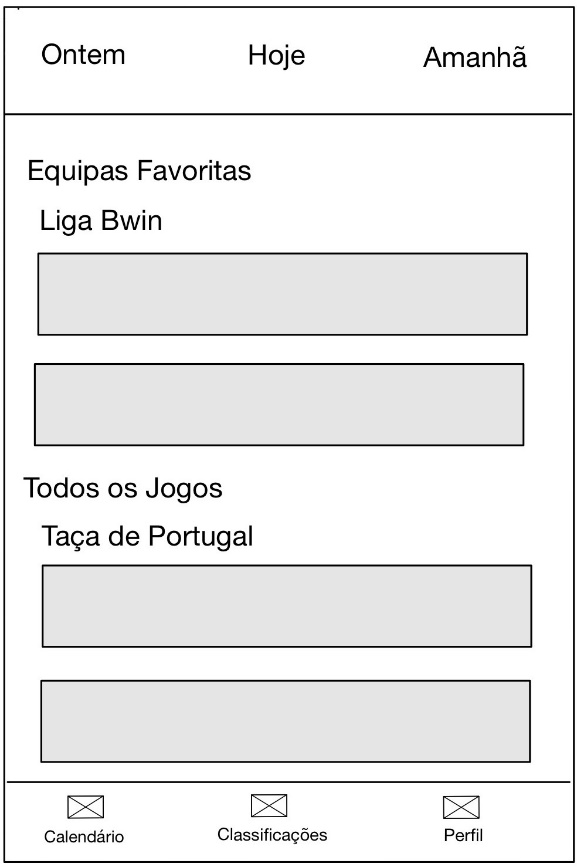 Ontem Hoje Amanhã
Equipas Favoritas
Liga Bwin
Todos os Jogos
Taça de Portugal
Calendário Classificações Perfil